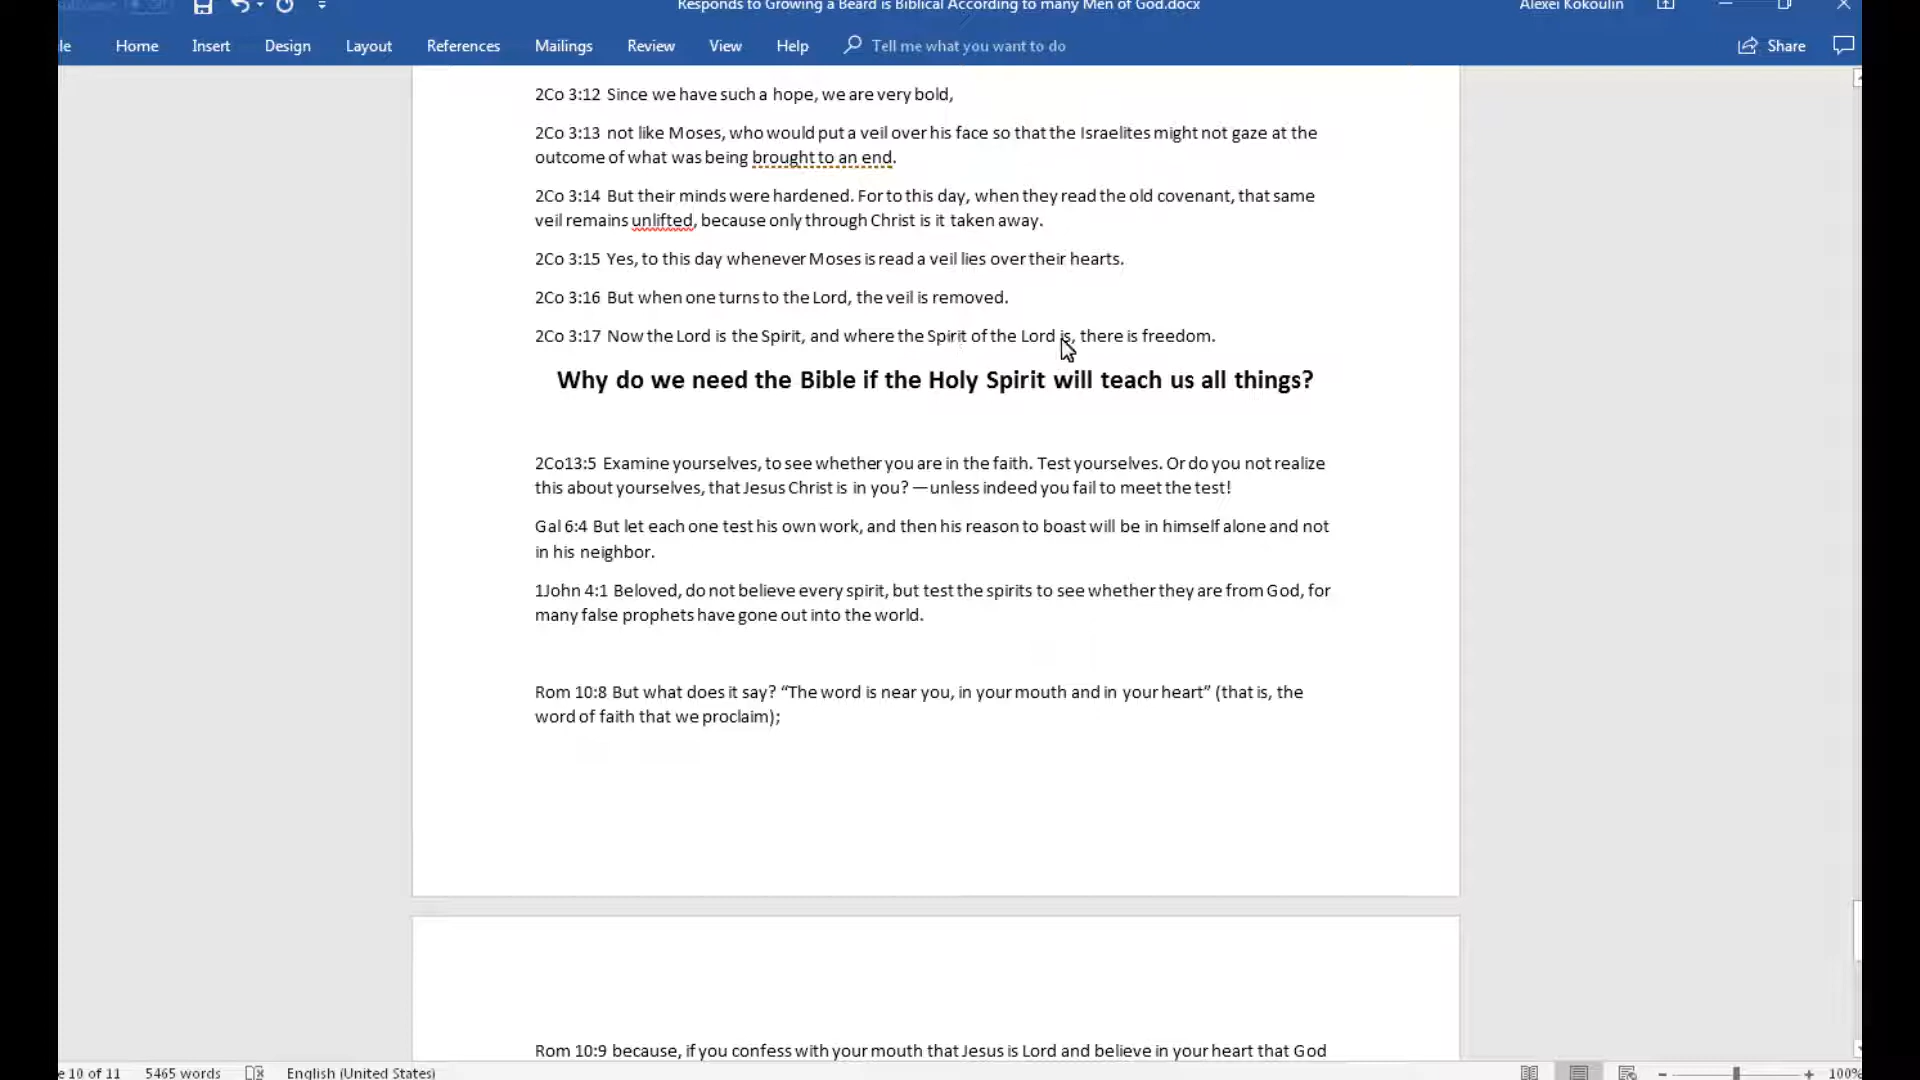 Responds to Growing a Beard is Biblical According to many Men of God.docx
Alexei Kokoulin
le Home Insert Design Layout References Mailings Review View Help Tell me what you want to do Share
2Co 3:12 Since we have such a hope, we are very bold,
2Co 3:13 not like Moses, who would put a veil over his face so that the Israelites might not gaze at the
outcome of what was being brought to an end.
2Co 3:14 But their minds were hardened. For to this day, when they read the old covenant, that same
veil remains unlifted, because only through Christ is it taken away.
2Co 3:15 Yes, to this day whenever Moses is read a veil lies over their hearts.
2Co 3:16 But when one turns to the Lord, the veil is removed.
2Co 3:17 Now the Lord is the Spirit, and where the Spirit of the Lord is, there is freedom.
Why do we need the Bible if the Holy Spirit will teach us all things?
2Co13:5 Examine yourselves, to see whether you are in the faith. Test yourselves. Or do you not realize
this about yourselves, that Jesus Christ is in you? —unless indeed you fail to meet the test!
Gal 6:4 But let each one test his own work, and then his reason to boast will be in himself alone and not
in his neighbor.
1John 4:1 Beloved, do not believe every spirit, but test the spirits to see whether they are from God, for
many false prophets have gone out into the world.
Rom 10:8 But what does it say? “The word is near you, in your mouth and in your heart” (that is, the
word of faith that we proclaim);
Rom 10:9 because, if you confess with your mouth that Jesus is Lord and believe in your heart that God
e 10 of 11 5465 words English (United States) 100%